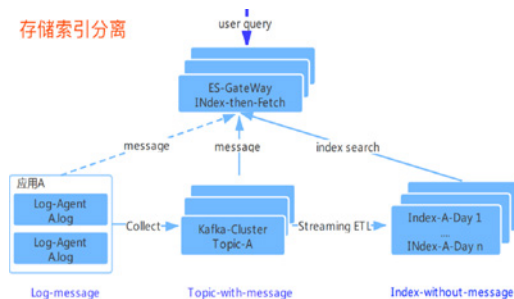 存储索引分离
user query
ES-GateWay
INdex-then-Fetch
message
message
index search
应用A
Log-Agent
A.log
Log-Agent
A.log
Collect
Kafka-Cluster
Topic-A
Streaming ETL
Index-A-Day 1
....
INdex-A-Day n
Log-message
Topic-with-message
Index-without-message